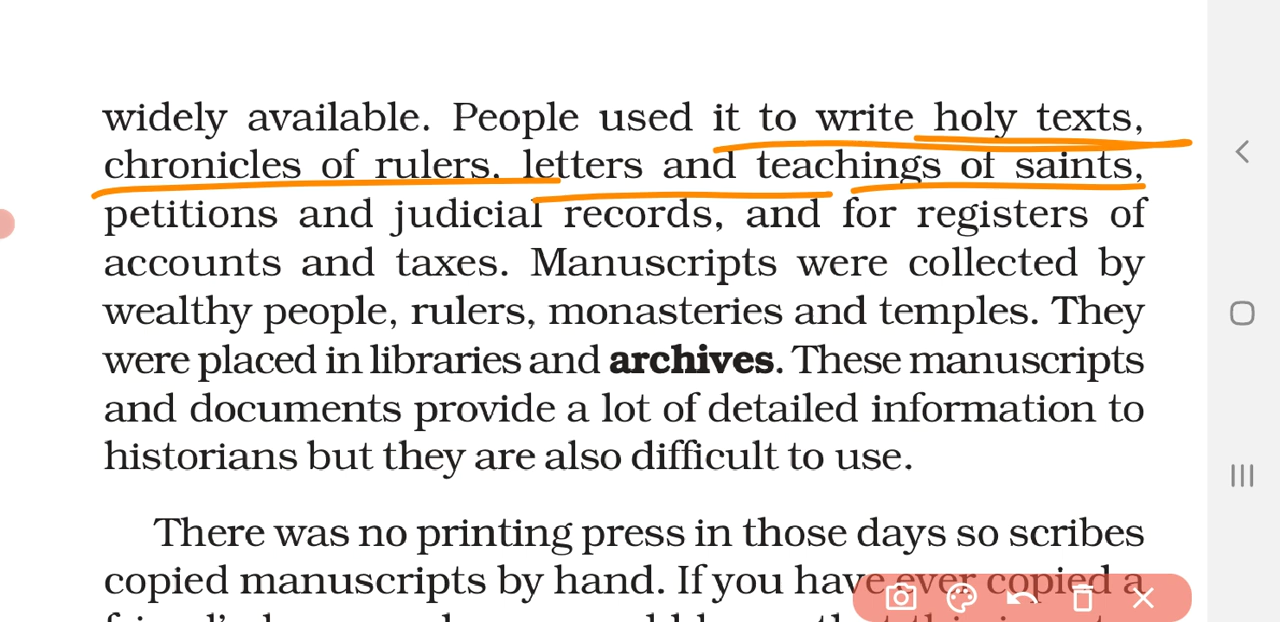 widely available. People used it to write holy texts,
chronicles of rulers, letters and teachings of saints,
petitions and judicial records, and for registers of
accounts and taxes. Manuscripts were collected by
wealthy people, rulers, monasteries and temples. They
were placed in libraries and archives. These manuscripts
and documents provide a lot of detailed information to
historians but they are also difficult to use.
There was no printing press in those days so scribes
copied manuscripts by hand. If you have ever copied a